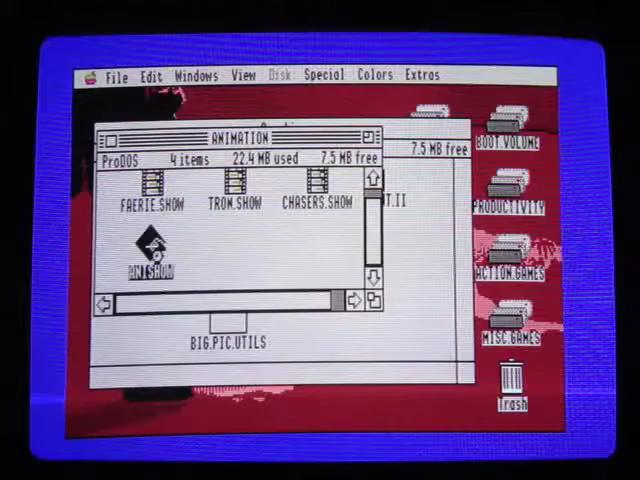 File Edit Windows View Disk Special Colors Extras
ANIMATION
ProDOS 4 items 22.4 MB used 7.5 MB free
7.5 MB free
FAERIE.SHOW TRON.SHOW CHASERS.SHOW
T.II
ANISHOW
BIG.PIC.UTILS
BOOT.VOLUME
PRODUCTIVITY
ACTION.GAMES
MISC.GAMES
Trash